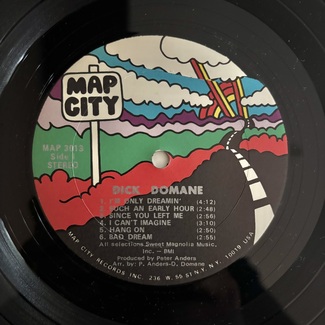 MAP
CITY
MAP 3013
Side 1
STEREO
DICK DOMANE
1. I'M ONLY DREAMIN' (4:12)
2. SUCH AN EARLY HOUR (2:46)
3. SINCE YOU LEFT ME (2:56)
4. I CAN'T IMAGINE (3:10)
5. HANG ON (2:50)
6. BAD DREAM (2:55)
All selections Sweet Magnolia Music,
Inc. - BMI
Produced by Peter Anders
Arr. by: P. Anders-D. Domane
MAP CITY RECORDS INC. 236 W. 55 ST. N.Y. N.Y. 10019 USA